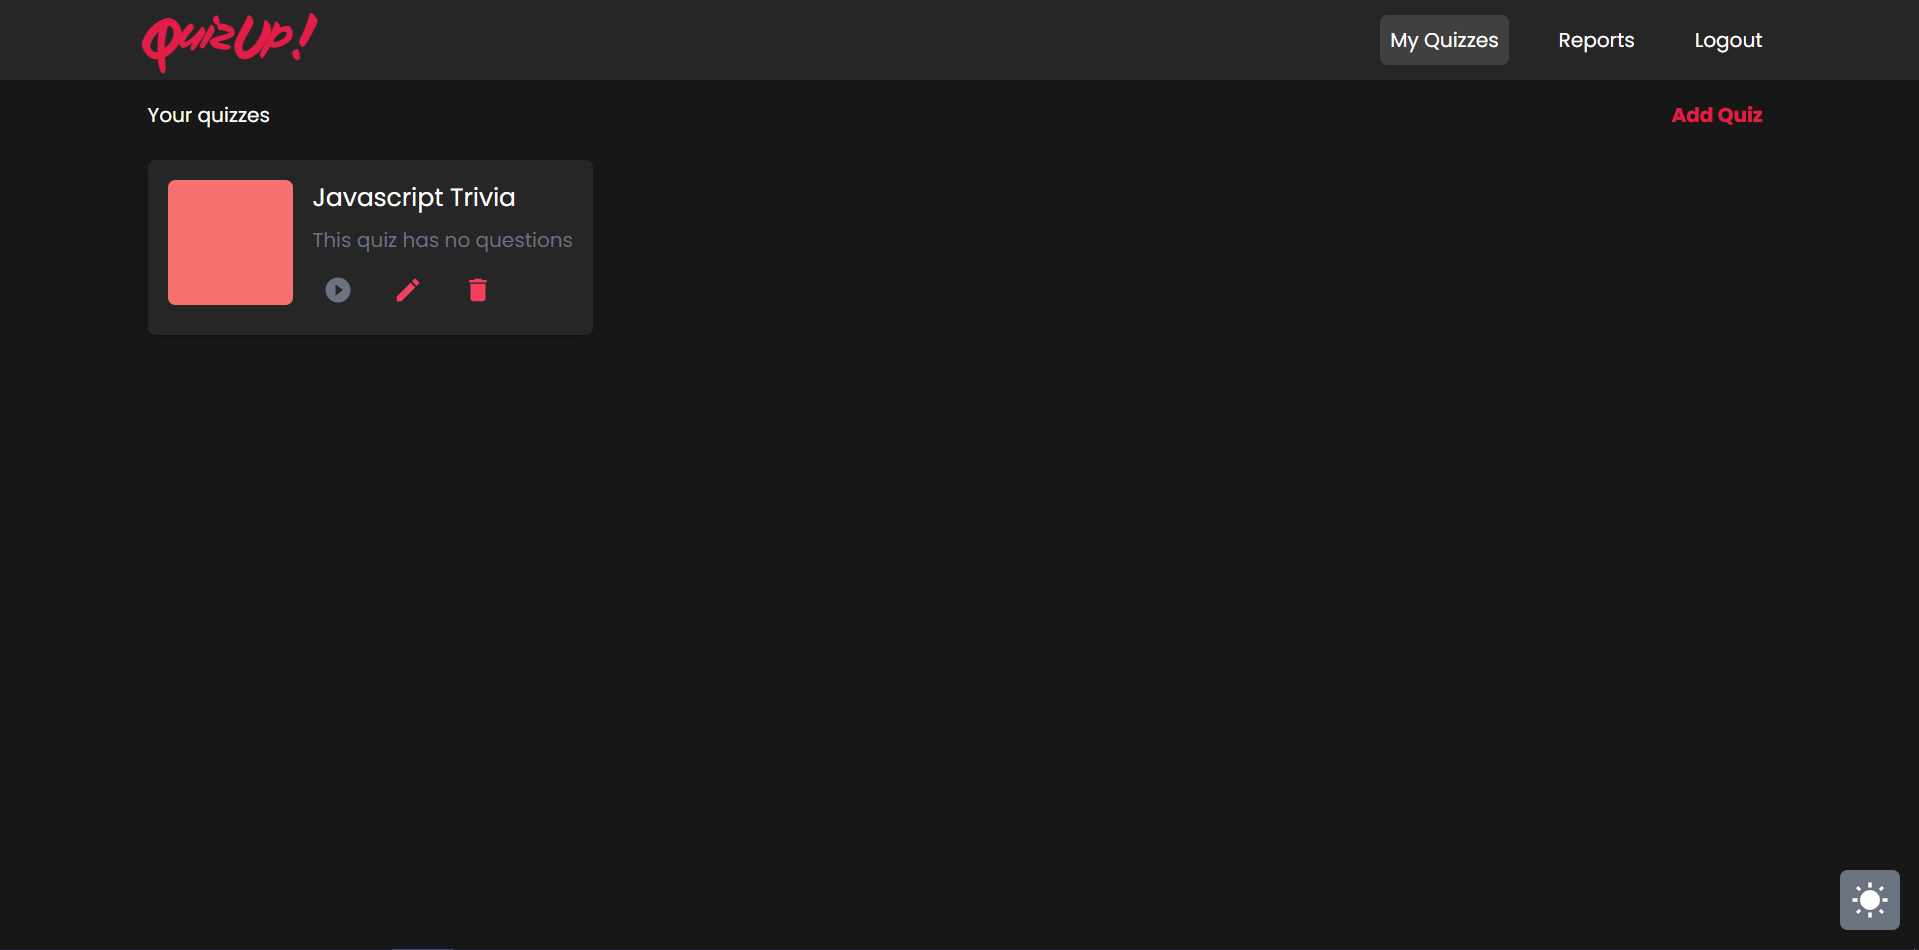 QuizUp!
My Quizzes
Reports
Logout
Your quizzes
Add Quiz
Javascript Trivia
This quiz has no questions